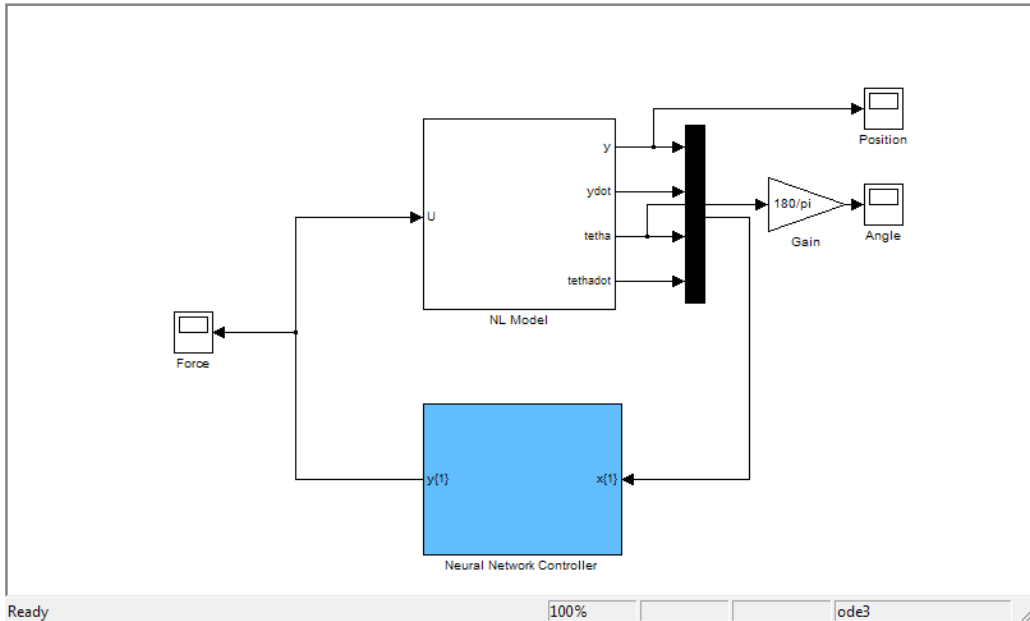 Position
y
ydot
U
tetha
tethadot
NL Model
180/pi
Gain
Angle
Force
y{1}
x{1}
Neural Network Controller
Ready
100%
ode3